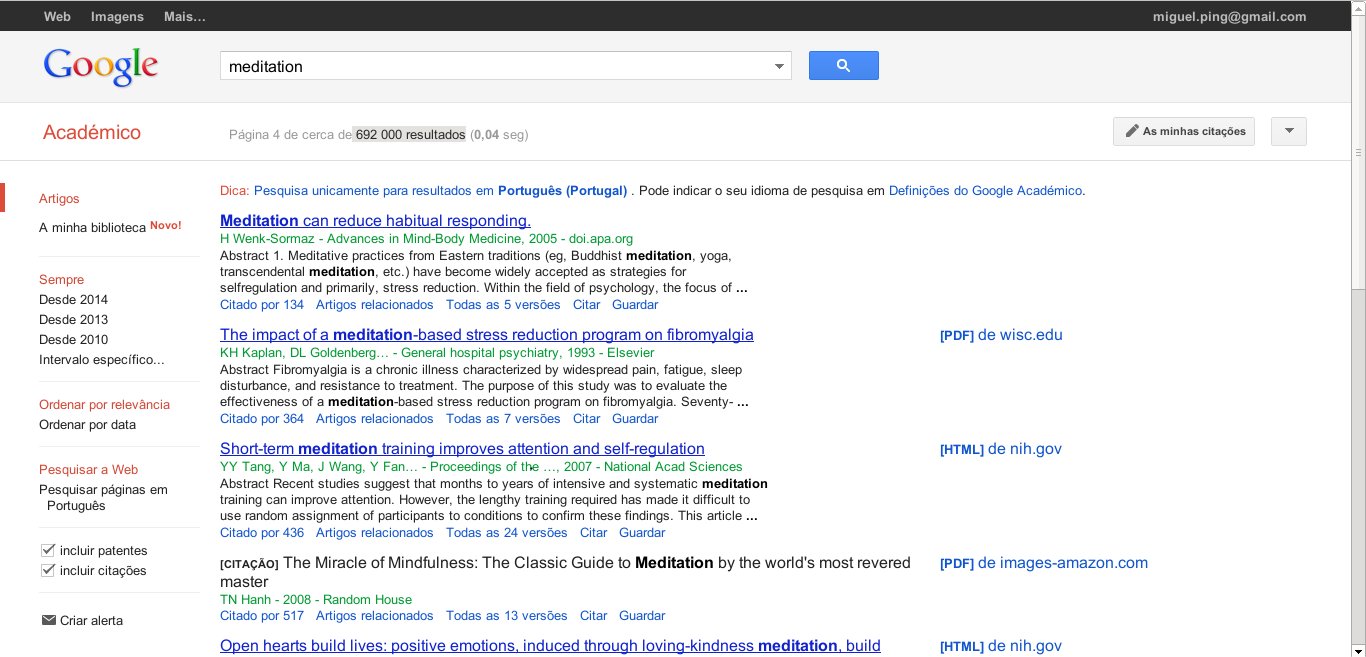 Web Imagens Mais... miguel.ping@gmail.com
Google meditation
Académico Página 4 de cerca de 692 000 resultados (0,04 seg) As minhas citações
Dica: Pesquisa unicamente para resultados em Português (Portugal) . Pode indicar o seu idioma de pesquisa em Definições do Google Académico.
Artigos
A minha biblioteca Novo!
Sempre
Desde 2014
Desde 2013
Desde 2010
Intervalo específico...
Ordenar por relevância
Ordenar por data
Pesquisar a Web
Pesquisar páginas em
Português
incluir patentes
incluir citações
Criar alerta
Meditation can reduce habitual responding.
H Wenk-Sormaz - Advances in Mind-Body Medicine, 2005 - doi.apa.org
Abstract 1. Meditative practices from Eastern traditions (eg, Buddhist meditation, yoga,
transcendental meditation, etc.) have become widely accepted as strategies for
selfregulation and primarily, stress reduction. Within the field of psychology, the focus of ...
Citado por 134 Artigos relacionados Todas as 5 versões Citar Guardar
The impact of a meditation-based stress reduction program on fibromyalgia [PDF] de wisc.edu
KH Kaplan, DL Goldenberg… - General hospital psychiatry, 1993 - Elsevier
Abstract Fibromyalgia is a chronic illness characterized by widespread pain, fatigue, sleep
disturbance, and resistance to treatment. The purpose of this study was to evaluate the
effectiveness of a meditation-based stress reduction program on fibromyalgia. Seventy- ...
Citado por 364 Artigos relacionados Todas as 7 versões Citar Guardar
Short-term meditation training improves attention and self-regulation [HTML] de nih.gov
YY Tang, Y Ma, J Wang, Y Fan… - Proceedings of the …, 2007 - National Acad Sciences
Abstract Recent studies suggest that months to years of intensive and systematic meditation
training can improve attention. However, the lengthy training required has made it difficult to
use random assignment of participants to conditions to confirm these findings. This article ...
Citado por 436 Artigos relacionados Todas as 24 versões Citar Guardar
[CITAÇÃO] The Miracle of Mindfulness: The Classic Guide to Meditation by the world's most revered [PDF] de images-amazon.com
master
TN Hanh - 2008 - Random House
Citado por 517 Artigos relacionados Todas as 13 versões Citar Guardar
Open hearts build lives: positive emotions, induced through loving-kindness meditation, build [HTML] de nih.gov